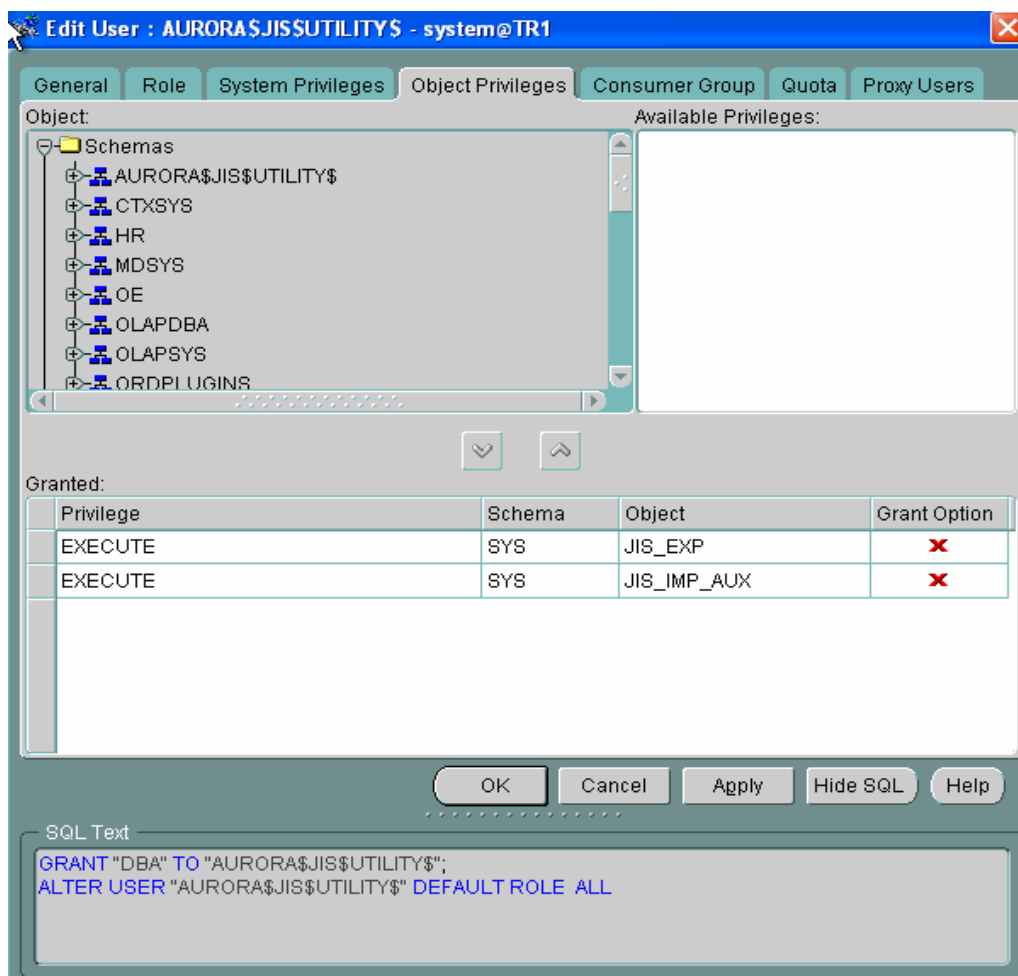 Edit User : AURORA$JIS$UTILITY$ - system@TR1
General Role System Privileges Object Privileges Consumer Group Quota Proxy Users
Object: Available Privileges:
Schemas
AURORA$JIS$UTILITY$
CTXSYS
HR
MDSYS
OE
OLAPDBA
OLAPSYS
ORDPLUGINS
Granted:
Privilege Schema Object Grant Option
EXECUTE SYS JIS_EXP
EXECUTE SYS JIS_IMP_AUX
OK Cancel Apply Hide SQL Help
SQL Text
GRANT "DBA" TO "AURORA$JIS$UTILITY$";
ALTER USER "AURORA$JIS$UTILITY$" DEFAULT ROLE ALL